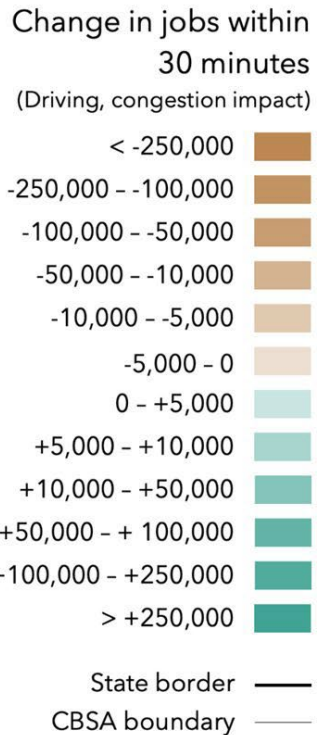 Change in jobs within
30 minutes
(Driving, congestion impact)
< -250,000
-250,000 – -100,000
-100,000 – -50,000
-50,000 – -10,000
-10,000 – -5,000
-5,000 – 0
0 – +5,000
+5,000 – +10,000
+10,000 – +50,000
+50,000 – + 100,000
+100,000 – +250,000
> +250,000
State border
CBSA boundary